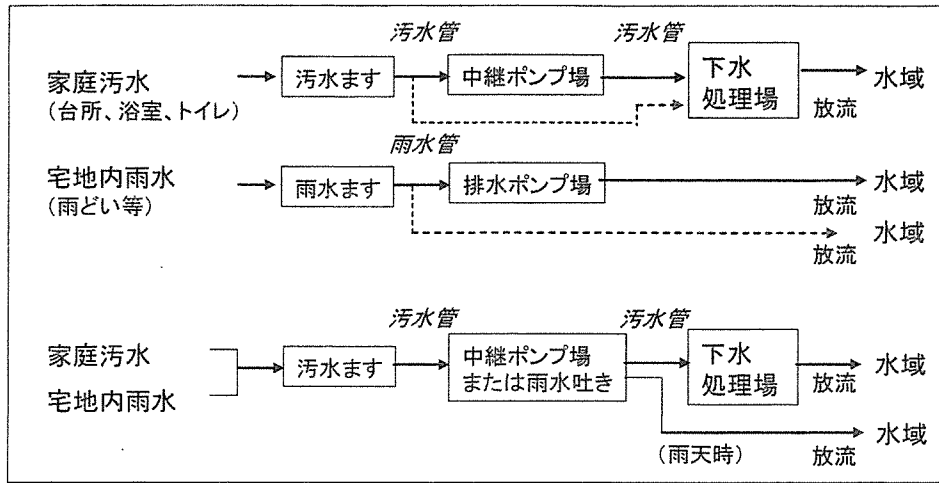 汚水管 汚水管
家庭汚水
(台所、浴室、トイレ)
汚水ます
中継ポンプ場
下水
処理場
放流
水域
雨水管
宅地内雨水
(雨どい等)
雨水ます
排水ポンプ場
放流
水域
放流
水域
汚水管 汚水管
家庭汚水
宅地内雨水
汚水ます
中継ポンプ場
または雨水吐き
下水
処理場
放流
水域
(雨天時)
放流
水域